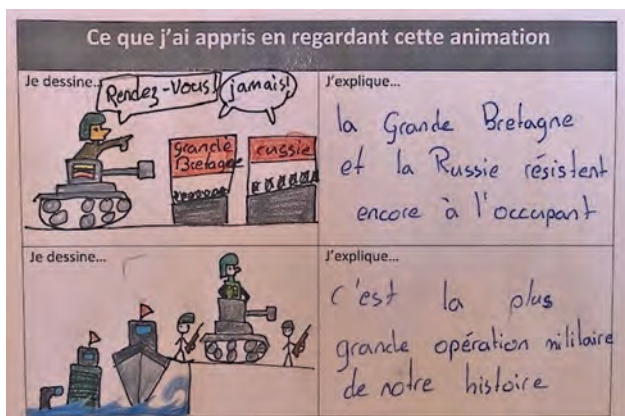 Ce que j'ai appris en regardant cette animation
Je dessine...
Rendez-Vous!
jamais!
grande
Bretagne
russie
J'explique...
la Grande Bretagne
et la Russie résistent
encore à l'occupant
Je dessine...
J'explique...
c'est la plus
grande opération militaire
de notre histoire